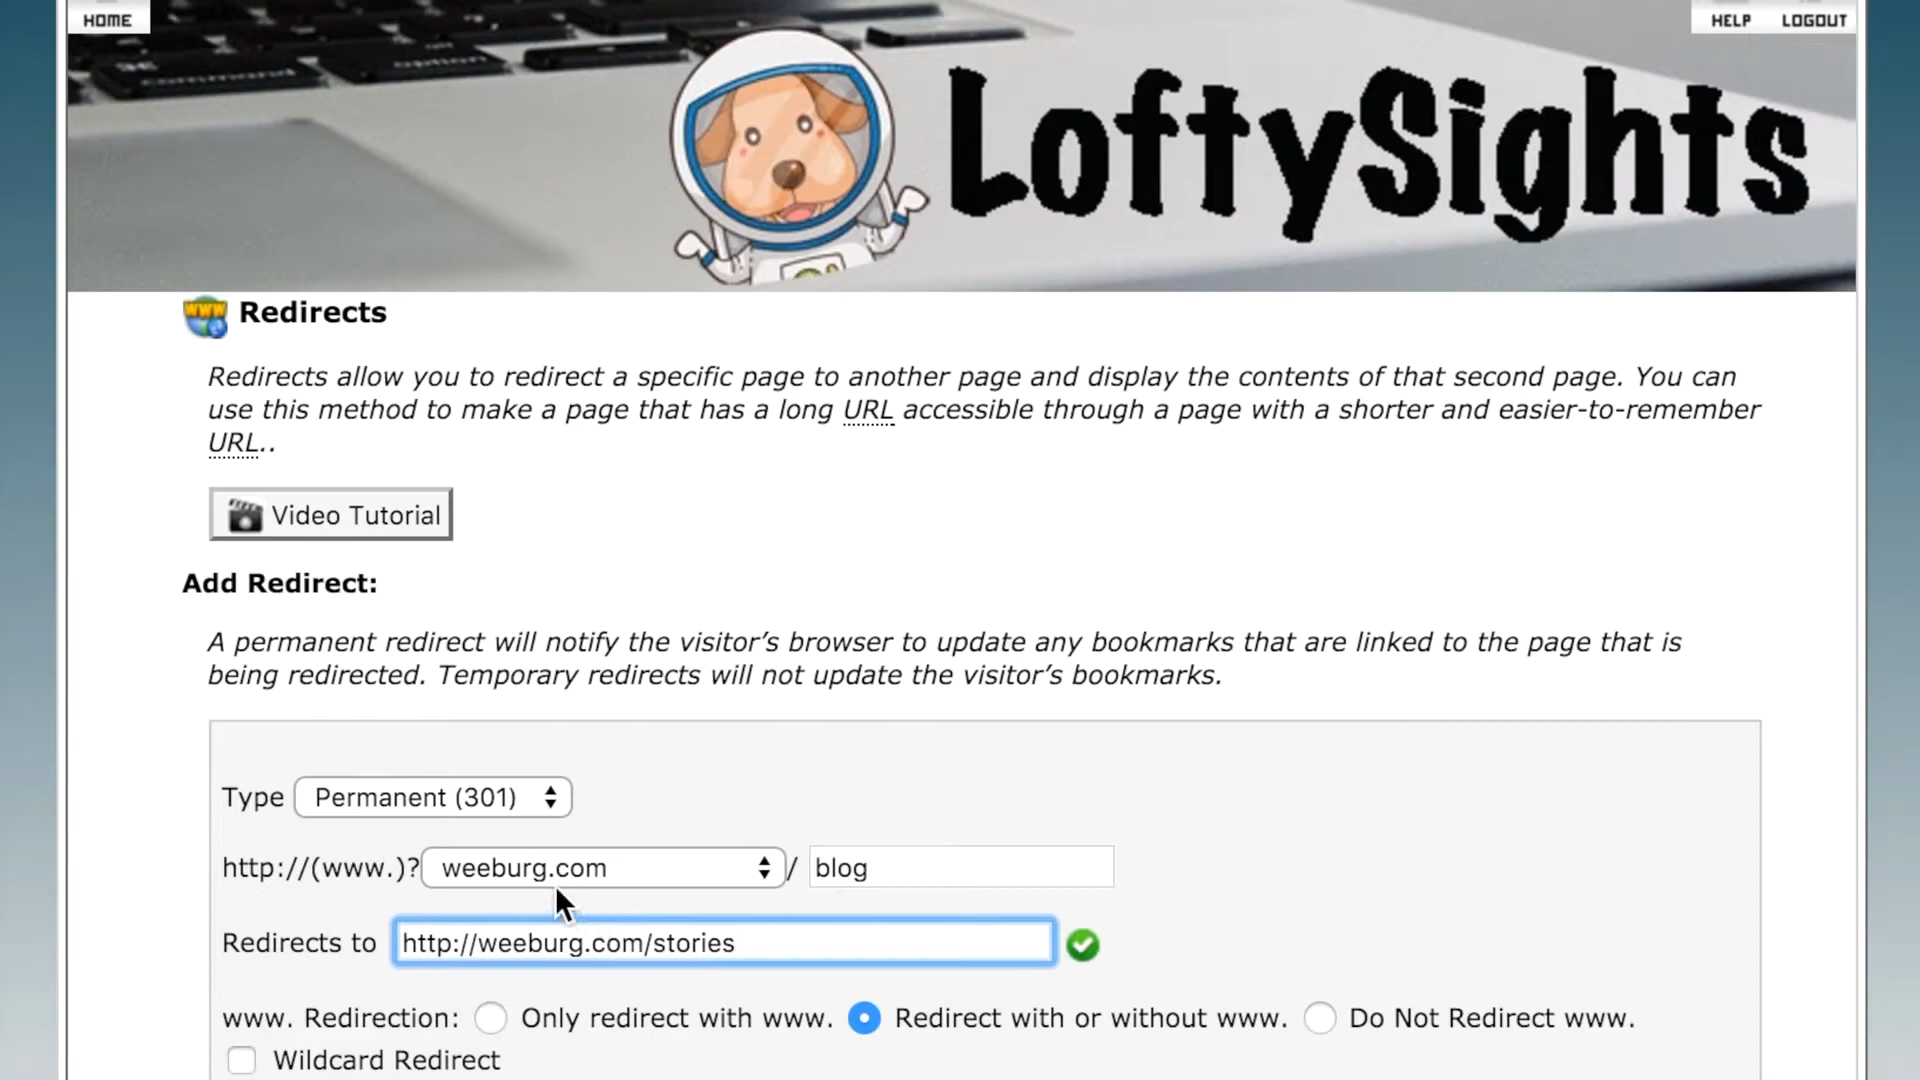 HOME
HELP LOGOUT
command option
LoftySights
Redirects
Redirects allow you to redirect a specific page to another page and display the contents of that second page. You can
use this method to make a page that has a long URL accessible through a page with a shorter and easier-to-remember
URL..
Video Tutorial
Add Redirect:
A permanent redirect will notify the visitor’s browser to update any bookmarks that are linked to the page that is
being redirected. Temporary redirects will not update the visitor’s bookmarks.
Type Permanent (301)
http://(www.)? weeburg.com / blog
Redirects to http://weeburg.com/stories
www. Redirection: Only redirect with www. Redirect with or without www. Do Not Redirect www.
Wildcard Redirect